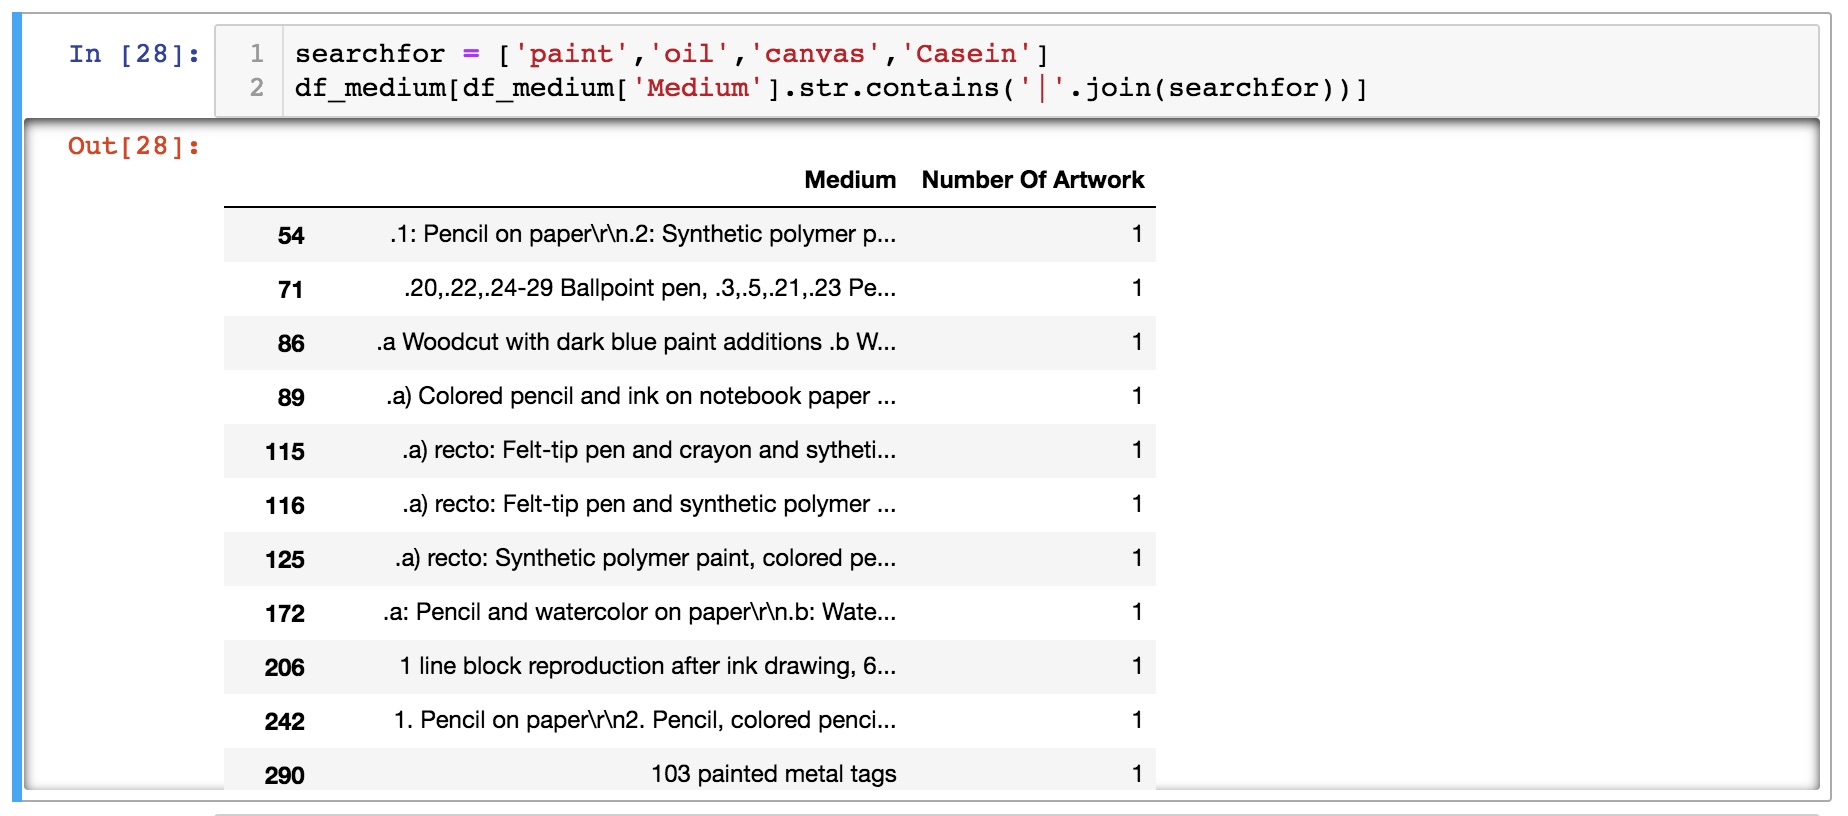 In [28]:
1 searchfor = ['paint','oil','canvas','Casein']
2 df_medium[df_medium['Medium'].str.contains('|'.join(searchfor))]
Out[28]:
Medium Number Of Artwork
54 .1: Pencil on paper\r\n.2: Synthetic polymer p... 1
71 .20,.22,.24-29 Ballpoint pen, .3,.5,.21,.23 Pe... 1
86 .a Woodcut with dark blue paint additions .b W... 1
89 .a) Colored pencil and ink on notebook paper ... 1
115 .a) recto: Felt-tip pen and crayon and sytheti... 1
116 .a) recto: Felt-tip pen and synthetic polymer ... 1
125 .a) recto: Synthetic polymer paint, colored pe... 1
172 .a: Pencil and watercolor on paper\r\n.b: Wate... 1
206 1 line block reproduction after ink drawing, 6... 1
242 1. Pencil on paper\r\n2. Pencil, colored penci... 1
290 103 painted metal tags 1